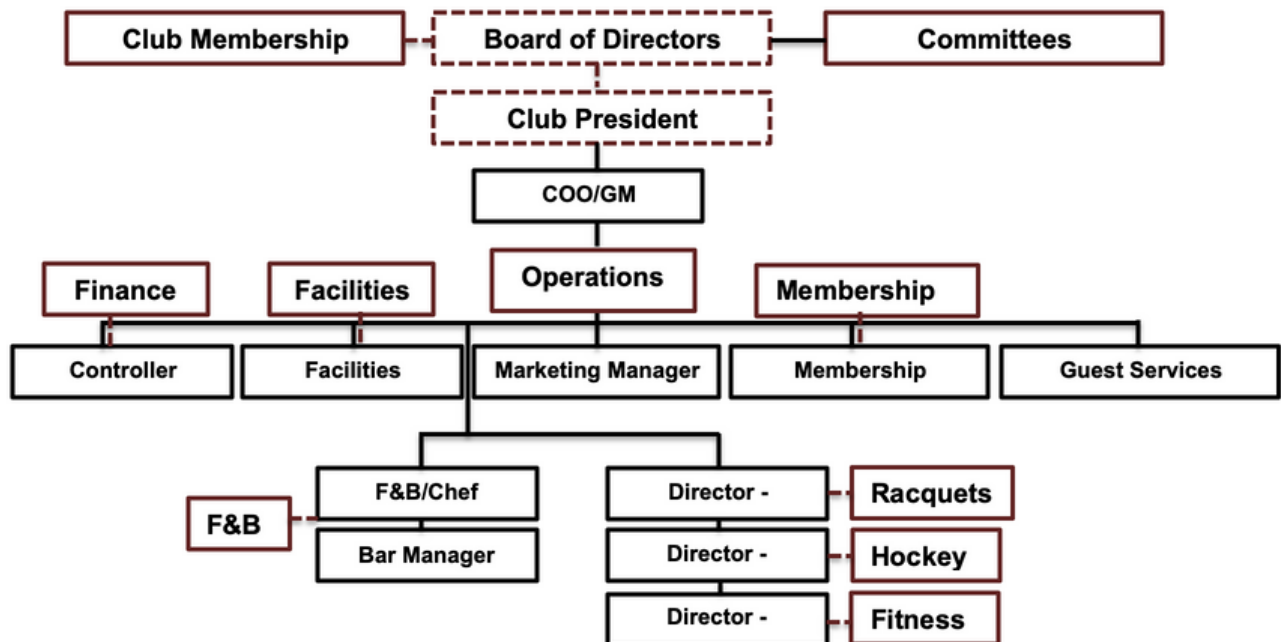 Club Membership
Board of Directors
Committees
Club President
COO/GM
Operations
Finance
Facilities
Membership
Controller
Facilities
Marketing Manager
Membership
Guest Services
F&B/Chef
Director -
Racquets
F&B
Bar Manager
Director -
Hockey
Director -
Fitness